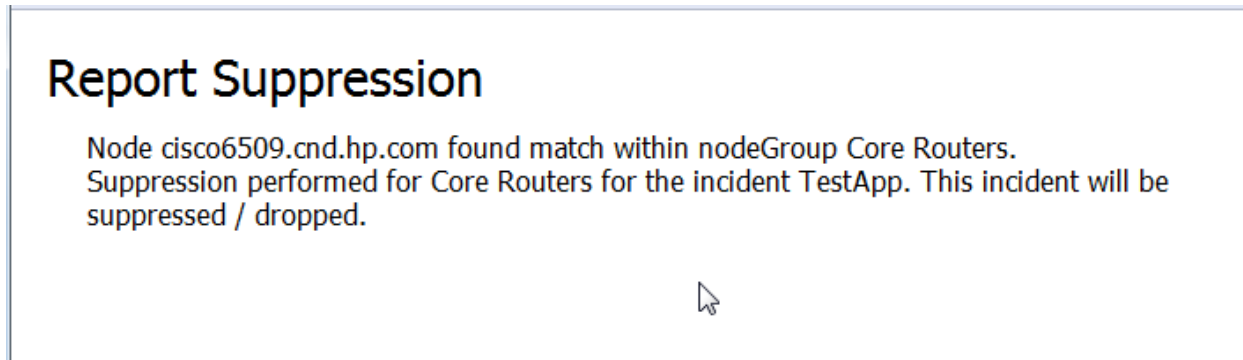 Report Suppression
Node cisco6509.cnd.hp.com found match within nodeGroup Core Routers.
Suppression performed for Core Routers for the incident TestApp. This incident will be
suppressed / dropped.